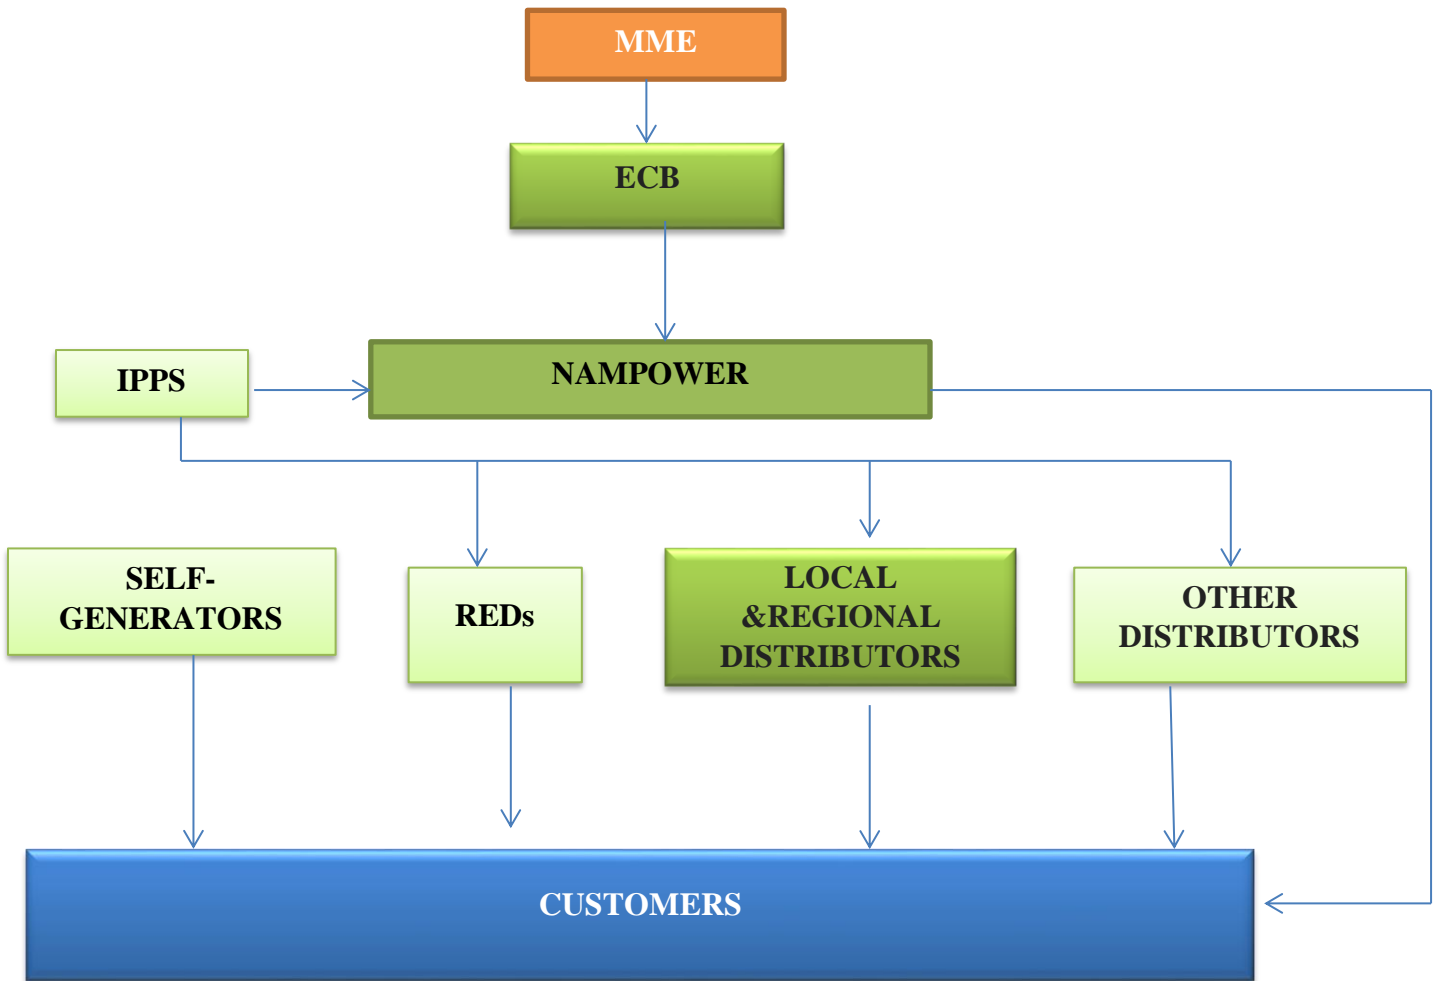 MME
ECB
IPPS
NAMPOWER
SELF-
GENERATORS
REDs
LOCAL
&REGIONAL
DISTRIBUTORS
OTHER
DISTRIBUTORS
CUSTOMERS